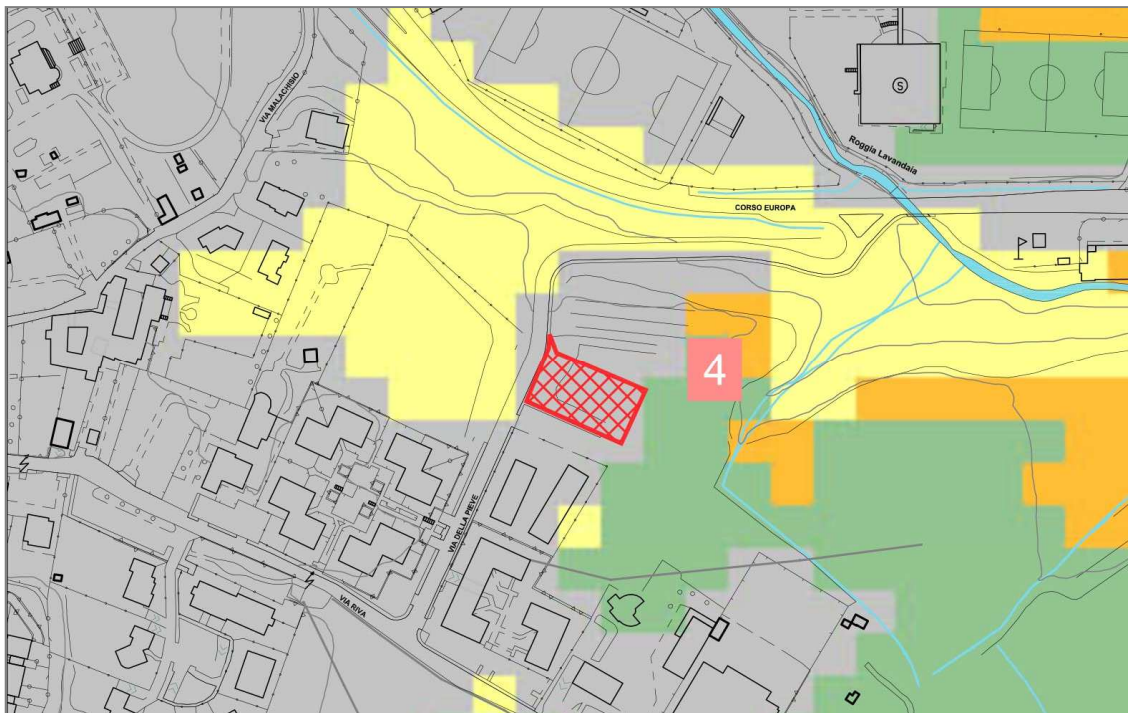 VIA MALACHISIO
S
Roggia Lavandaia
CORSO EUROPA
4
VIA DELLA PIEVE
VIA RIVA